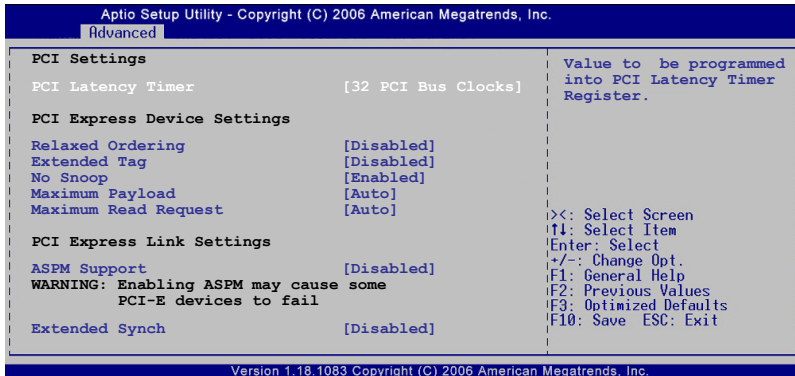 Aptio Setup Utility - Copyright (C) 2006 American Megatrends, Inc.
Advanced
PCI Settings
PCI Latency Timer [32 PCI Bus Clocks]
PCI Express Device Settings
Relaxed Ordering [Disabled]
Extended Tag [Disabled]
No Snoop [Enabled]
Maximum Payload [Auto]
Maximum Read Request [Auto]
PCI Express Link Settings
ASPM Support [Disabled]
WARNING: Enabling ASPM may cause some
PCI-E devices to fail
Extended Synch [Disabled]
Value to be programmed
into PCI Latency Timer
Register.
><: Select Screen
↑↓: Select Item
Enter: Select
+/-: Change Opt.
F1: General Help
F2: Previous Values
F3: Optimized Defaults
F10: Save ESC: Exit
Version 1.18.1083 Copyright (C) 2006 American Megatrends, Inc.